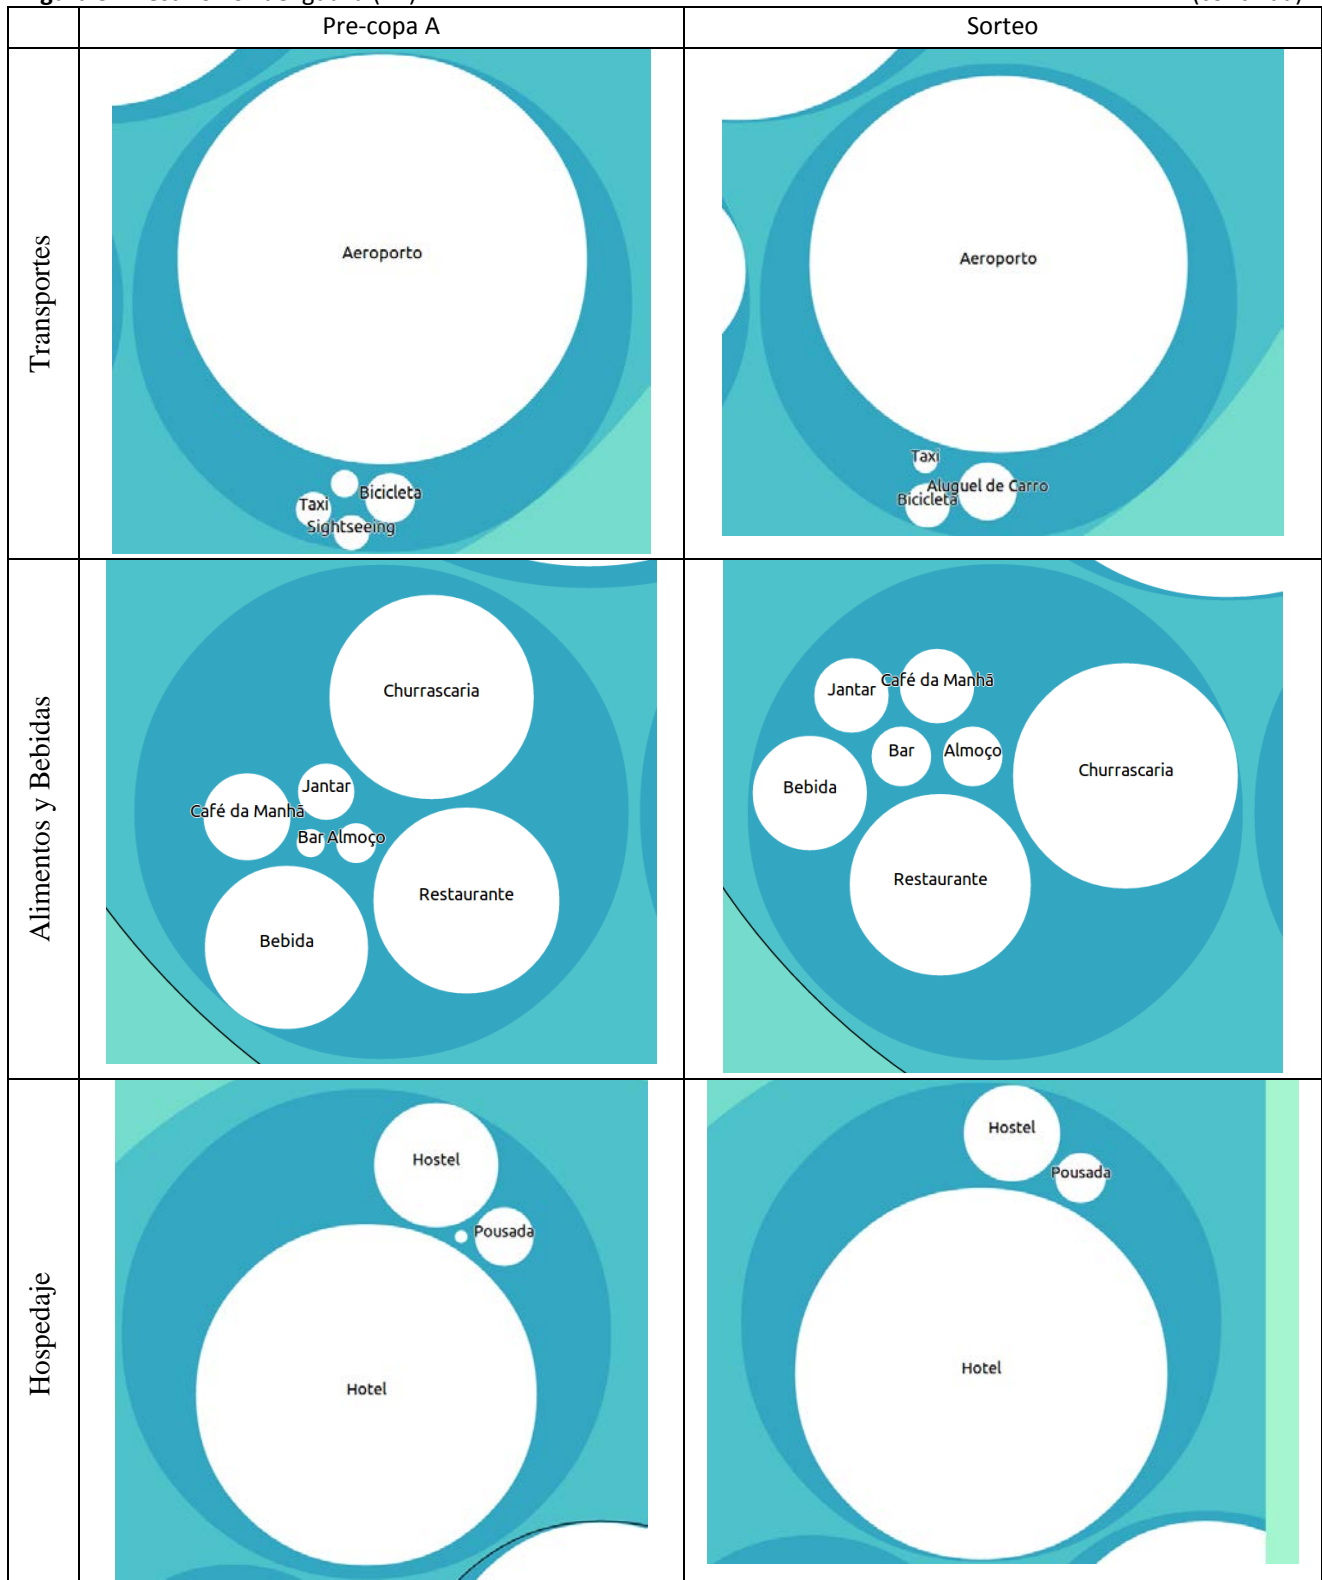 Pre-copa A
Sorteo
Transportes
Aeroporto
Bicicleta
Taxi
Sightseeing
Aeroporto
Taxi
Aluguel de Carro
Bicicleta
Alimentos y Bebidas
Churrascaria
Jantar
Café da Manhã
Bar
Almoço
Restaurante
Bebida
Café da Manhã
Jantar
Bar
Almoço
Churrascaria
Bebida
Restaurante
Hospedaje
Hostel
Pousada
Hotel
Hostel
Pousada
Hotel